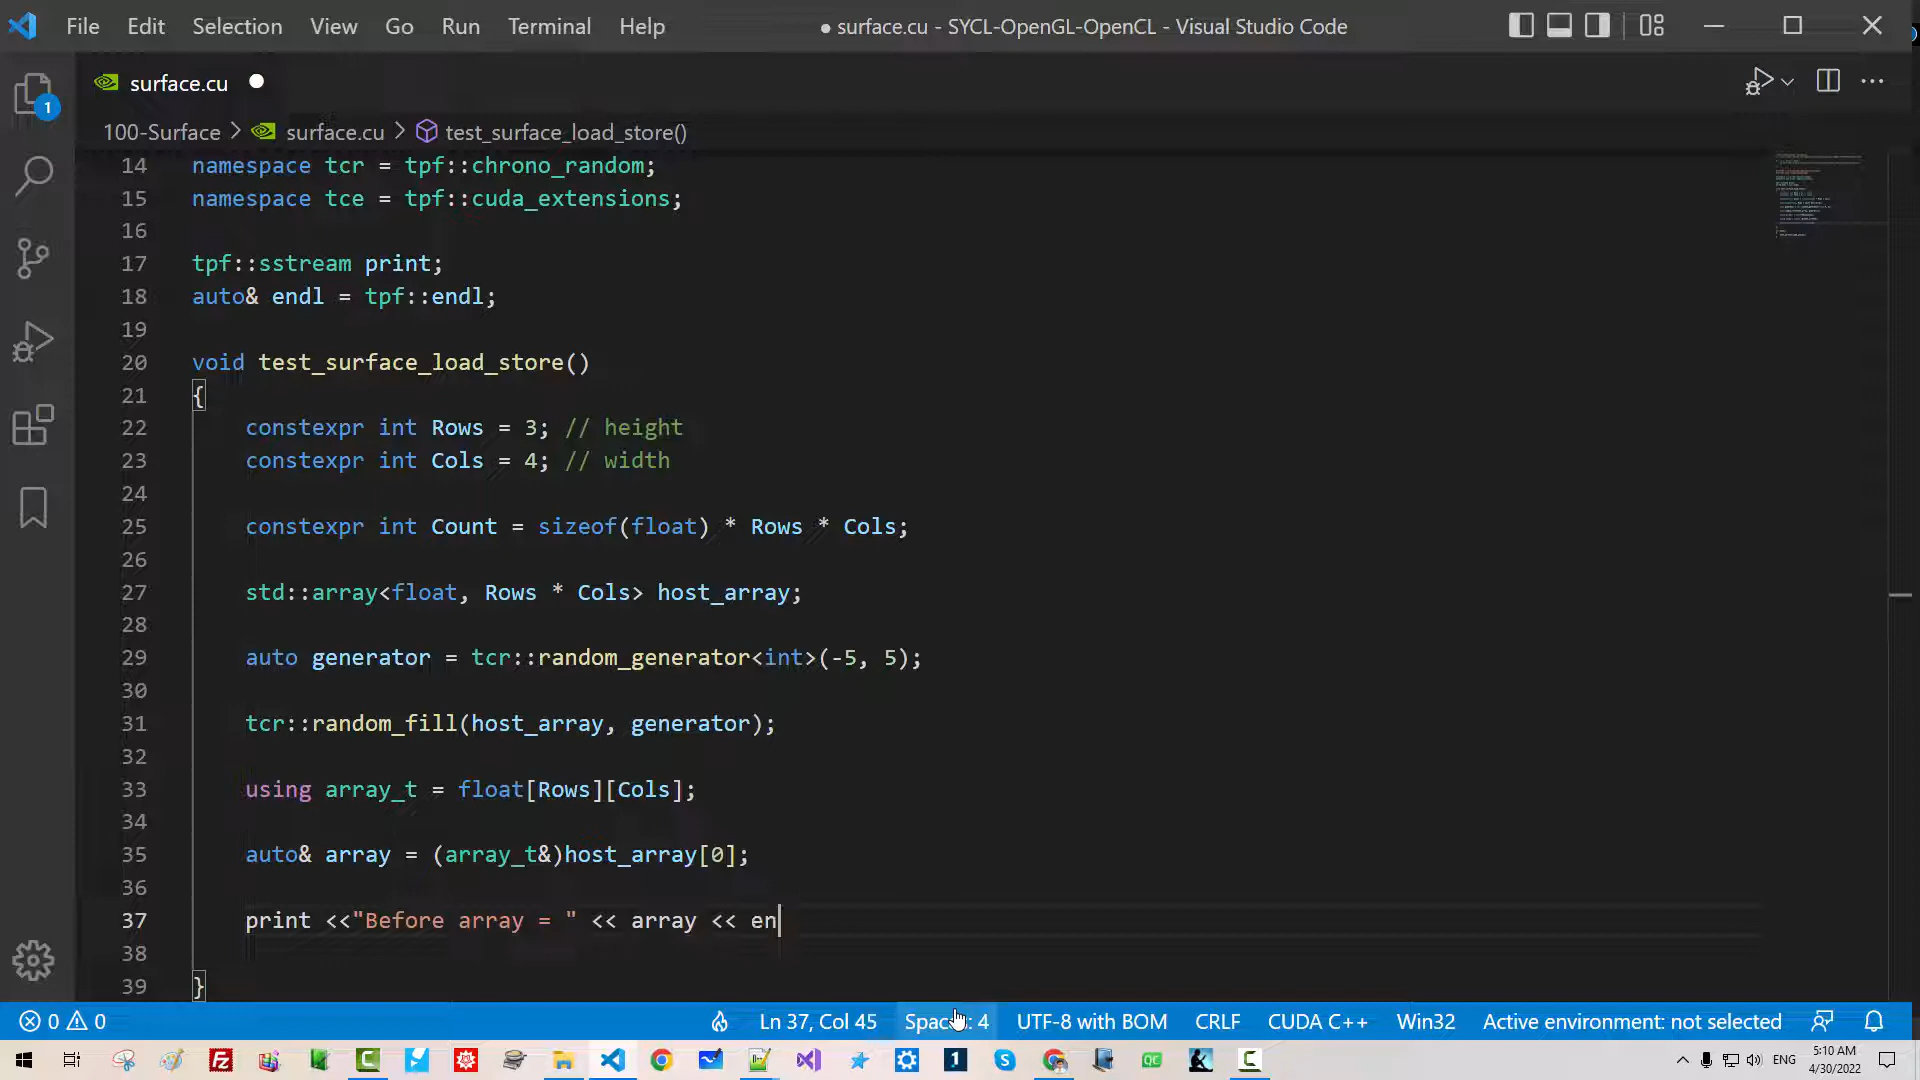 File Edit Selection View Go Run Terminal Help ● surface.cu - SYCL-OpenGL-OpenCL - Visual Studio Code
surface.cu
100-Surface > surface.cu > test_surface_load_store()
14 namespace tcr = tpf::chrono_random;
15 namespace tce = tpf::cuda_extensions;
16
17 tpf::sstream print;
18 auto& endl = tpf::endl;
19
20 void test_surface_load_store()
21 {
22 constexpr int Rows = 3; // height
23 constexpr int Cols = 4; // width
24
25 constexpr int Count = sizeof(float) * Rows * Cols;
26
27 std::array<float, Rows * Cols> host_array;
28
29 auto generator = tcr::random_generator<int>(-5, 5);
30
31 tcr::random_fill(host_array, generator);
32
33 using array_t = float[Rows][Cols];
34
35 auto& array = (array_t&)host_array[0];
36
37 print <<"Before array = " << array << en
38
39 }
1
0 0 Ln 37, Col 45 Spaces: 4 UTF-8 with BOM CRLF CUDA C++ Win32 Active environment: not selected
ENG 5:10 AM
4/30/2022